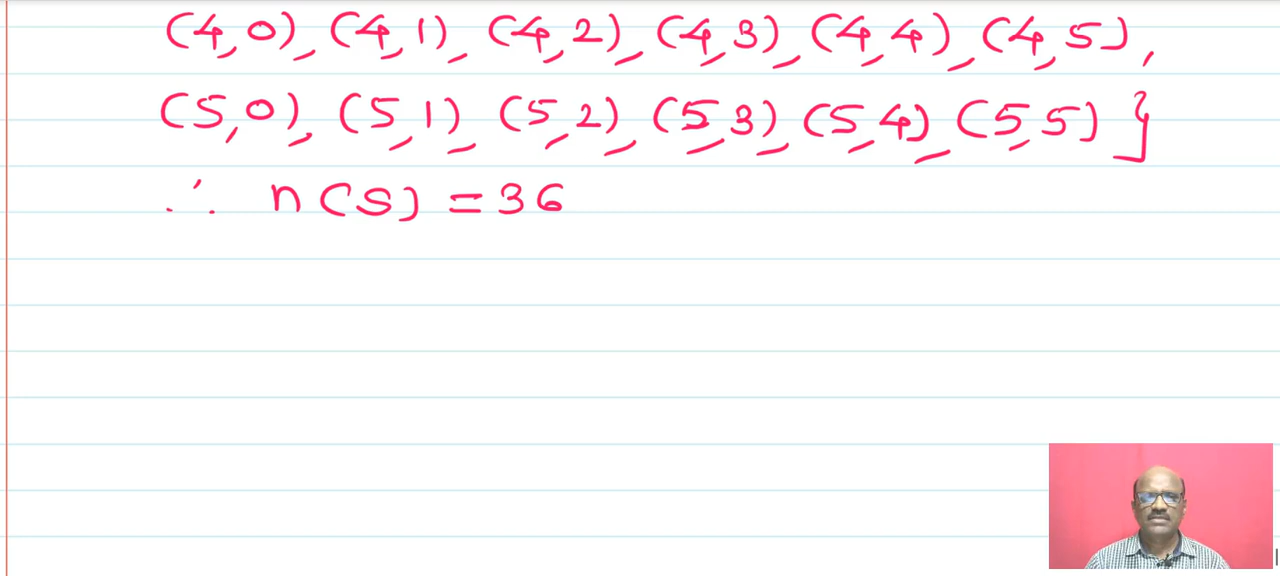 (4,0), (4,1), (4,2), (4,3), (4,4), (4,5),
(5,0), (5,1), (5,2), (5,3), (5,4), (5,5) }
∴ n(S) = 36